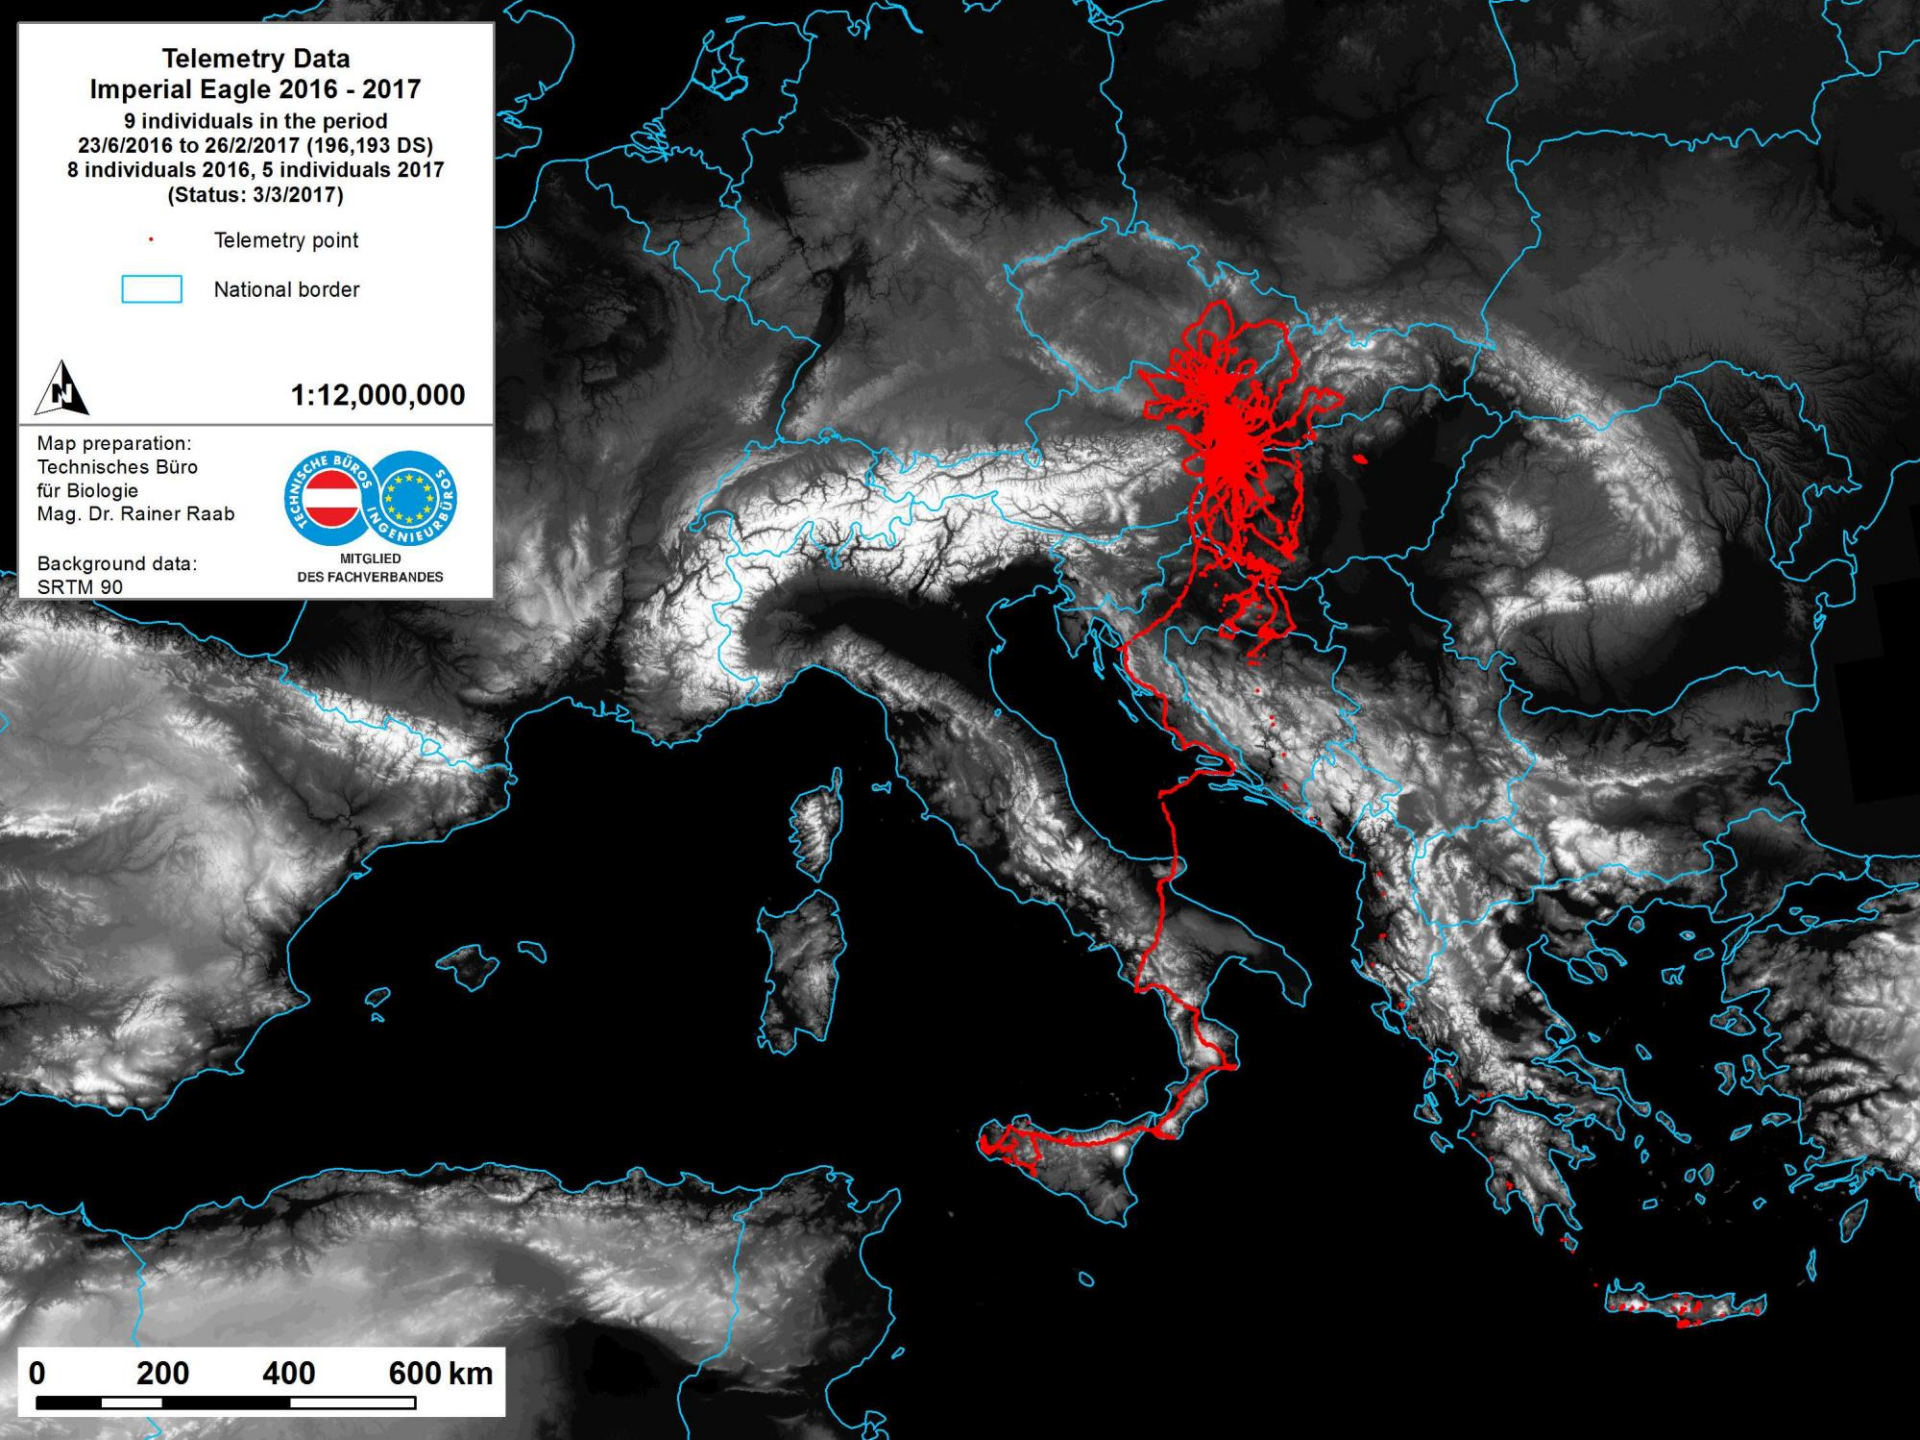 Telemetry Data
Imperial Eagle 2016 - 2017
9 individuals in the period
23/6/2016 to 26/2/2017 (196,193 DS)
8 individuals 2016, 5 individuals 2017
(Status: 3/3/2017)
Telemetry point
National border
N
1:12,000,000
Map preparation:
Technisches Büro
für Biologie
Mag. Dr. Rainer Raab
Background data:
SRTM 90
TECHNISCHE BÜROS
INGENIEURBÜROS
MITGLIED
DES FACHVERBANDES
0 200 400 600 km